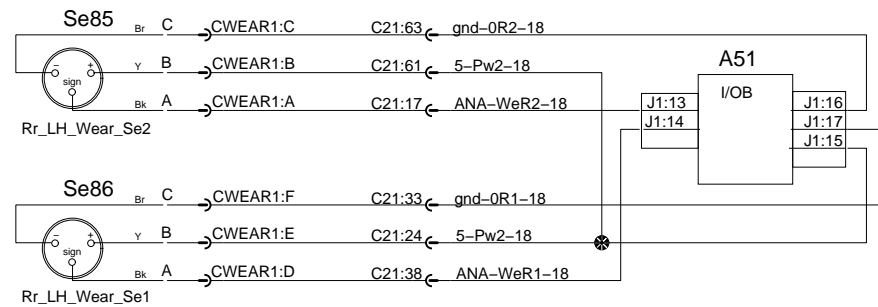 Se85 Br C CWEAR1:C C21:63 gnd-0R2-18
A51
- + Y B CWEAR1:B C21:61 5-Pw2-18
sign
I/OB
Bk A CWEAR1:A C21:17 ANA-WeR2-18 J1:13 J1:16
Rr_LH_Wear_Se2 J1:14 J1:17
J1:15
Se86 Br C CWEAR1:F C21:33 gnd-0R1-18
- + Y B CWEAR1:E C21:24 5-Pw2-18
sign
Bk A CWEAR1:D C21:38 ANA-WeR1-18
Rr_LH_Wear_Se1